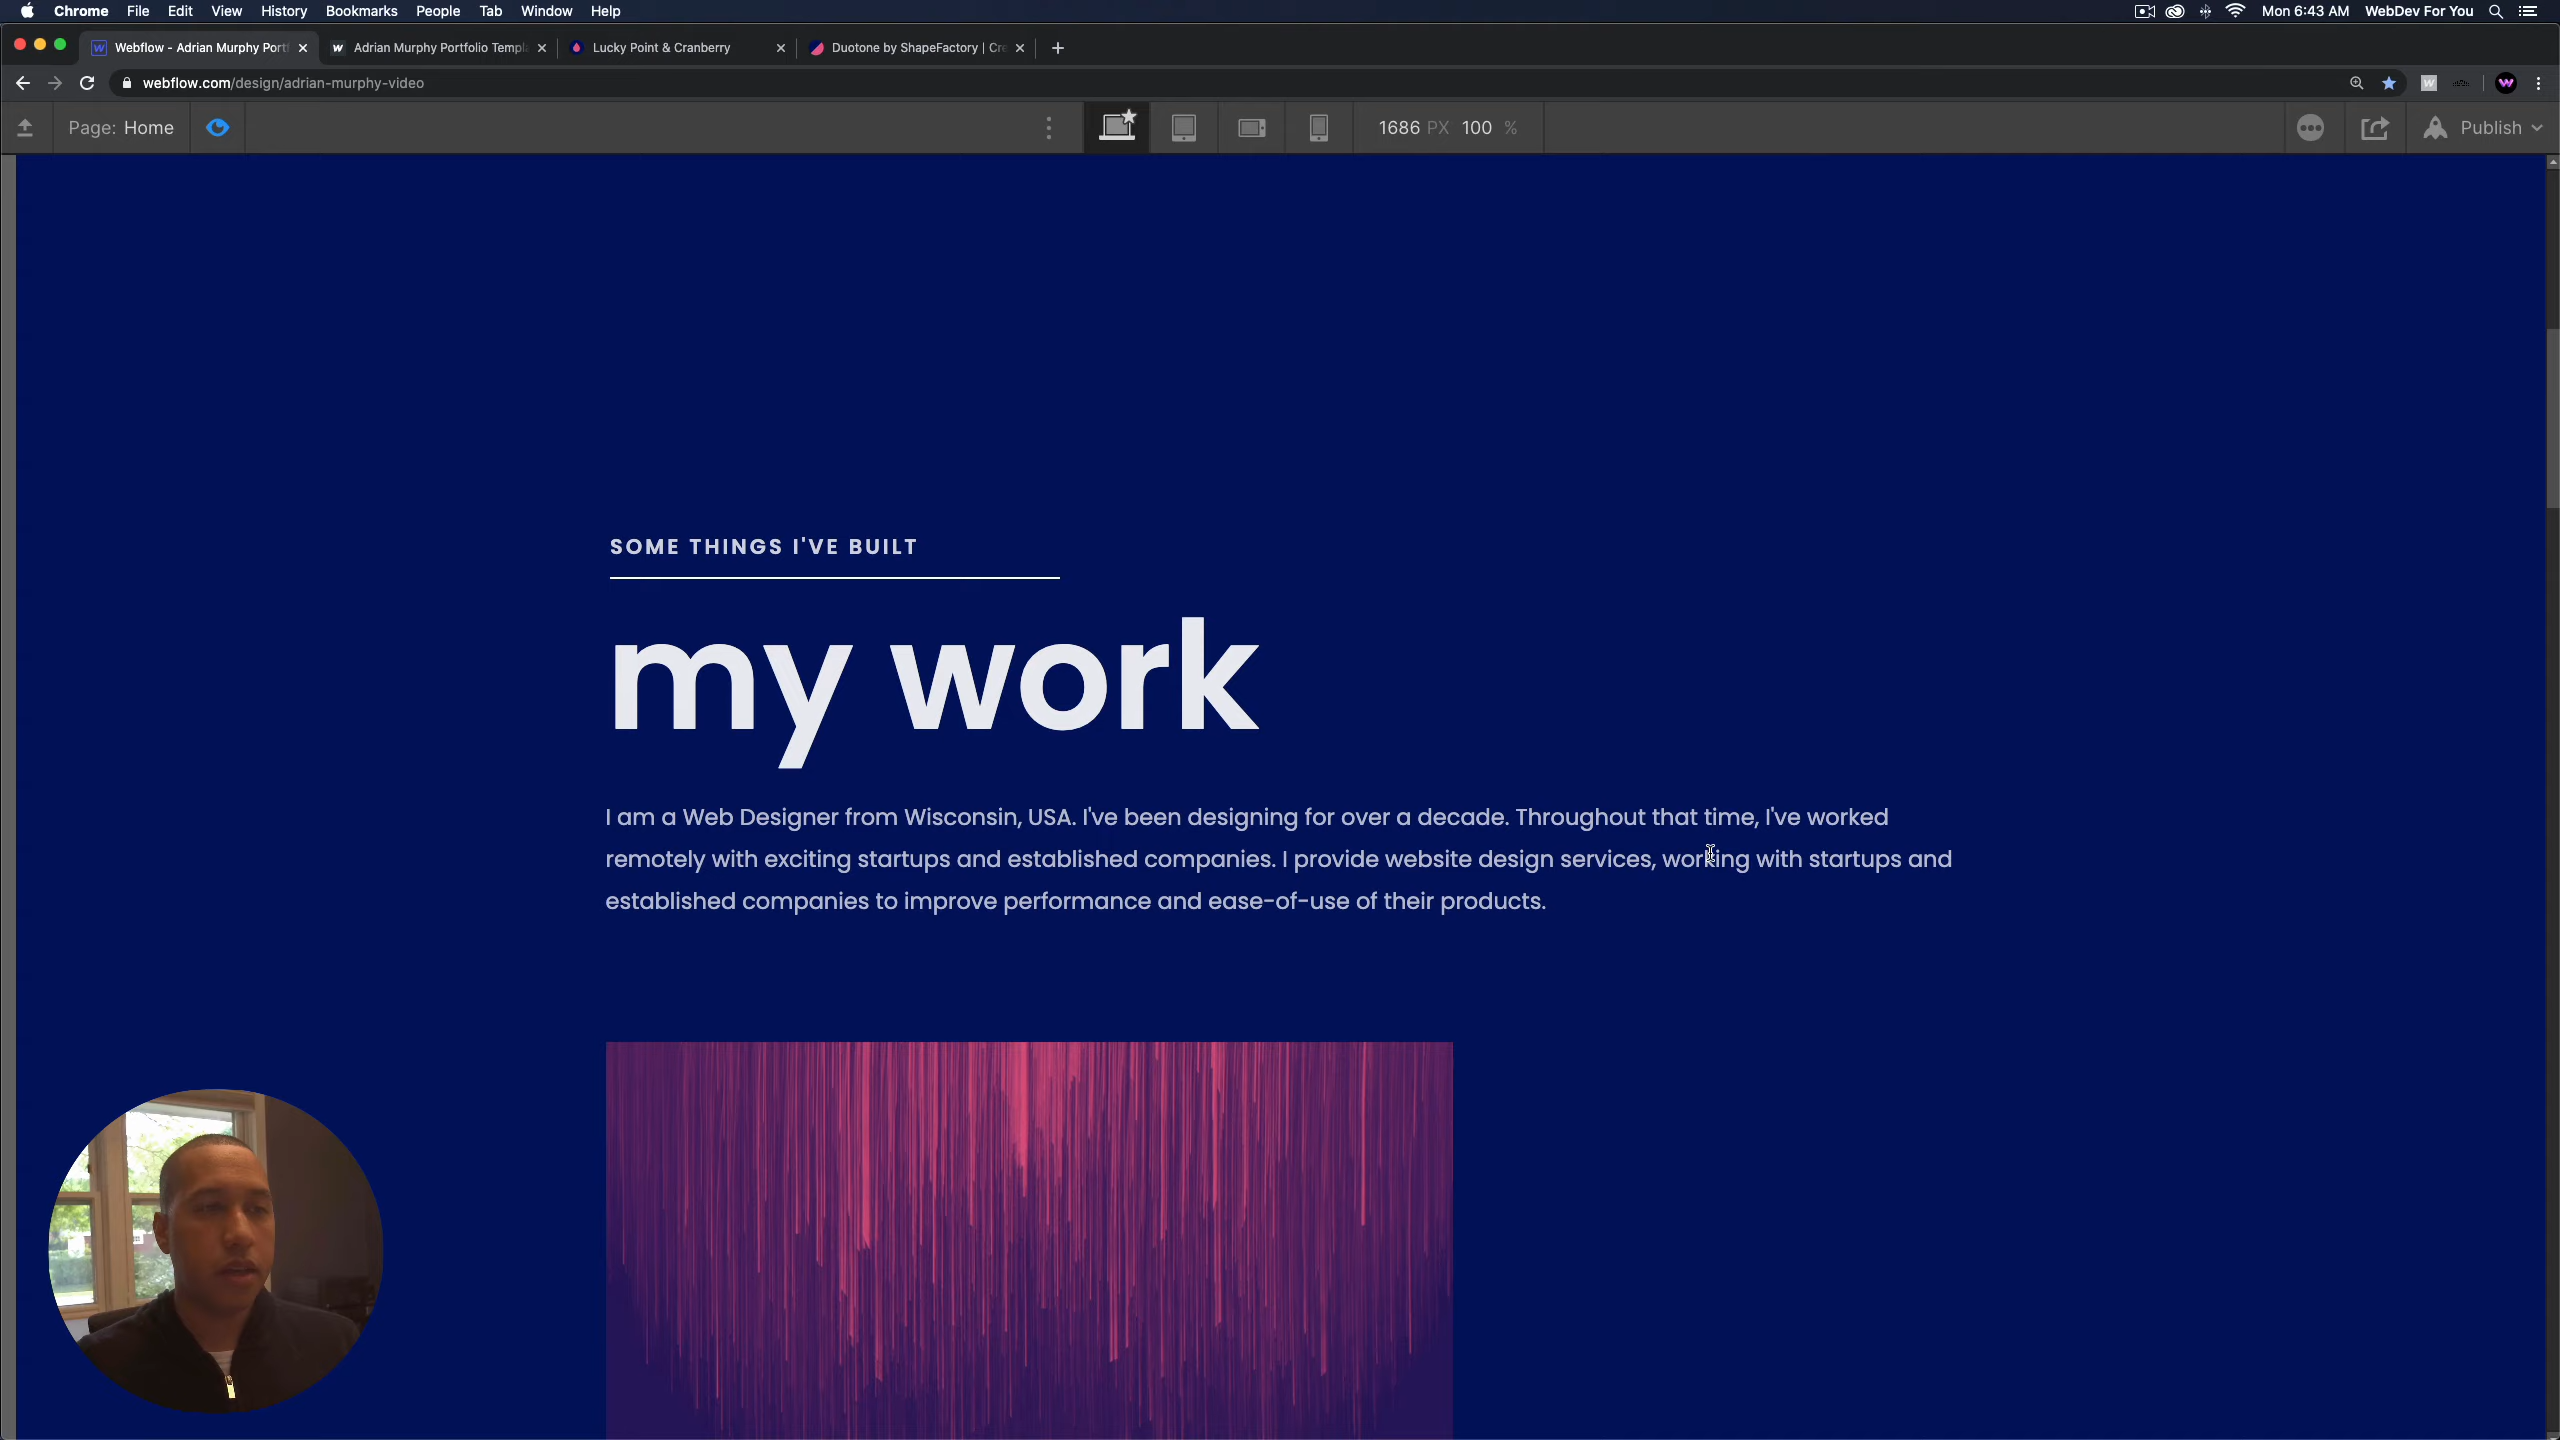 Chrome File Edit View History Bookmarks People Tab Window Help
Mon 6:43 AM WebDev For You
Webflow - Adrian Murphy Portf
Adrian Murphy Portfolio Templ
Lucky Point & Cranberry
Duotone by ShapeFactory | Cre
webflow.com/design/adrian-murphy-video
Page: Home
1686 PX 100 %
Publish
SOME THINGS I'VE BUILT
my work
I am a Web Designer from Wisconsin, USA. I've been designing for over a decade. Throughout that time, I've worked
remotely with exciting startups and established companies. I provide website design services, working with startups and
established companies to improve performance and ease-of-use of their products.